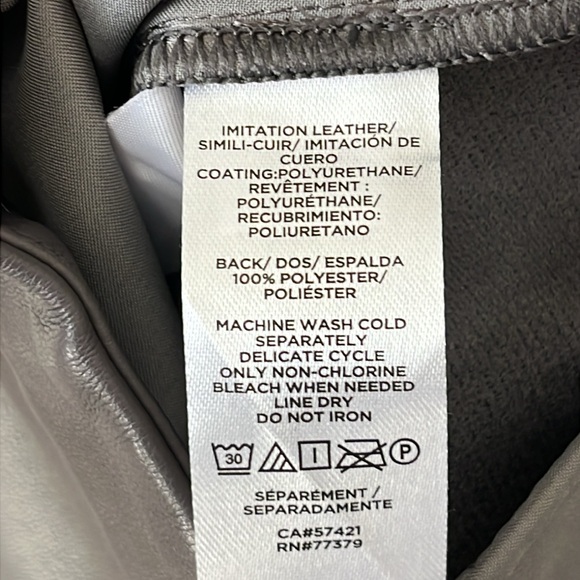 IMITATION LEATHER/
SIMILI-CUIR/ IMITACIÓN DE
CUERO
COATING:POLYURETHANE/
REVÊTEMENT :
POLYURÉTHANE/
RECUBRIMIENTO:
POLIURETANO
BACK/ DOS/ ESPALDA
100% POLYESTER/
POLIÉSTER
MACHINE WASH COLD
SEPARATELY
DELICATE CYCLE
ONLY NON-CHLORINE
BLEACH WHEN NEEDED
LINE DRY
DO NOT IRON
30 P
SÉPARÉMENT /
SEPARADAMENTE
CA#57421
RN#77379